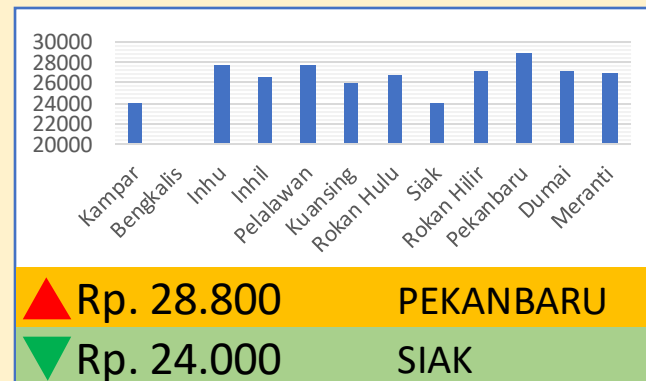 30000
28000
26000
24000
22000
20000
Kampar
Bengkalis
Inhu
Inhil
Pelalawan
Kuansing
Rokan Hulu
Siak
Rokan Hilir
Pekanbaru
Dumai
Meranti
Rp. 28.800 PEKANBARU
Rp. 24.000 SIAK